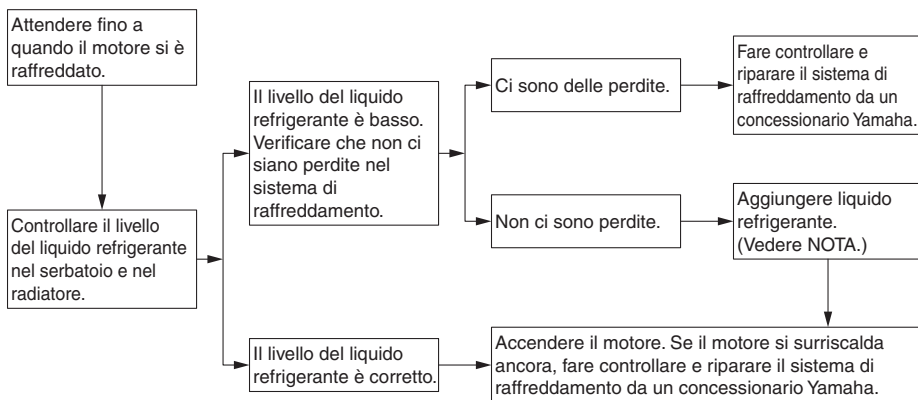 Attendere fino a
quando il motore si è
raffreddato.
Controllare il livello
del liquido refrigerante
nel serbatoio e nel
radiatore.
Il livello del liquido
refrigerante è basso.
Verificare che non ci
siano perdite nel
sistema di
raffreddamento.
Ci sono delle perdite.
Fare controllare e
riparare il sistema di
raffreddamento da un
concessionario Yamaha.
Non ci sono perdite.
Aggiungere liquido
refrigerante.
(Vedere NOTA.)
Il livello del liquido
refrigerante è corretto.
Accendere il motore. Se il motore si surriscalda
ancora, fare controllare e riparare il sistema di
raffreddamento da un concessionario Yamaha.